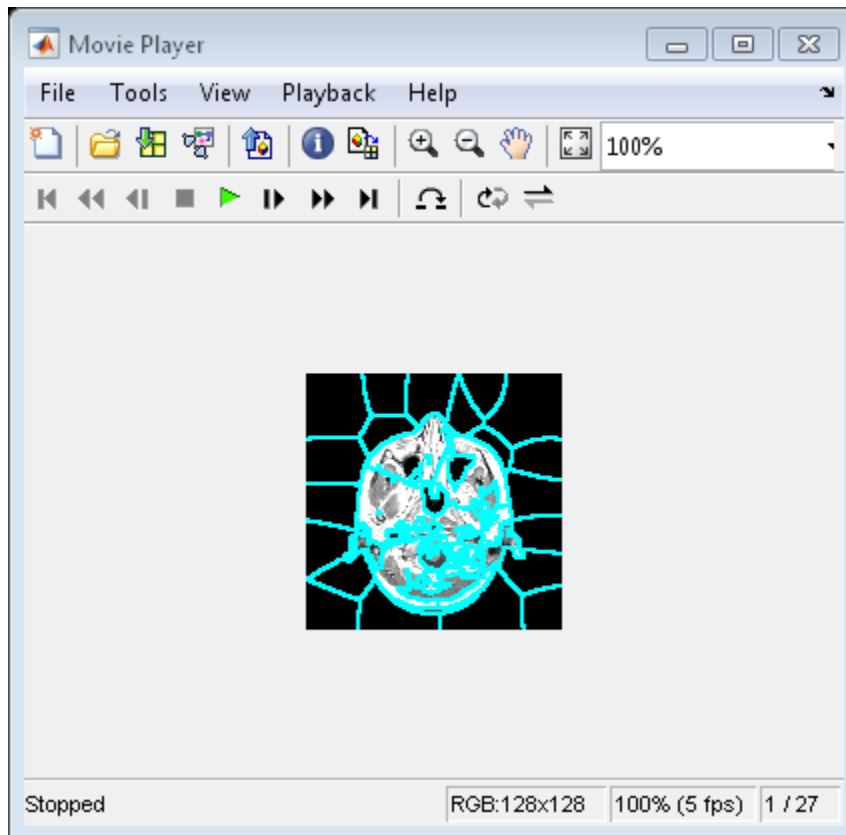 Movie Player
File Tools View Playback Help
100%
Stopped RGB:128x128 100% (5 fps) 1 / 27